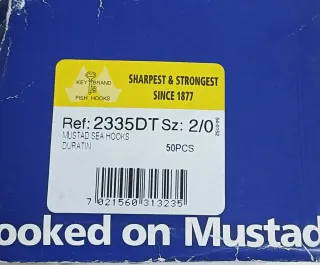 KEY BRAND
FISH HOOKS
SHARPEST & STRONGEST
SINCE 1877
Ref: 2335DT Sz: 2/0
MUSTAD SEA HOOKS
DURATIN 50PCS
7 021560 313235
ooked on Mustad